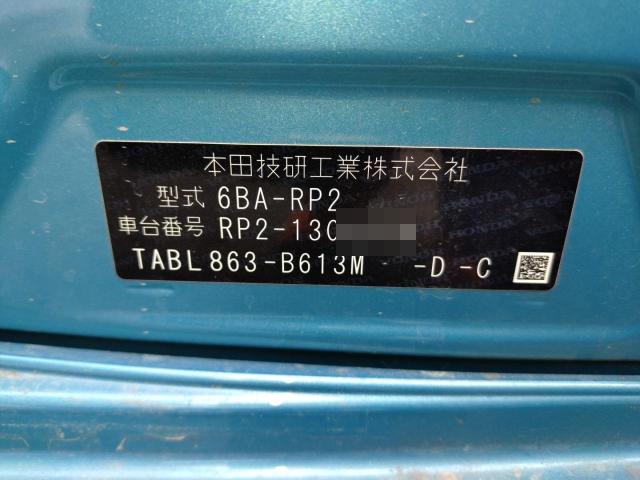 本田技研工業株式会社
型式 6BA-RP2
車台番号 RP2-130
TABL 863-B613M -D -C